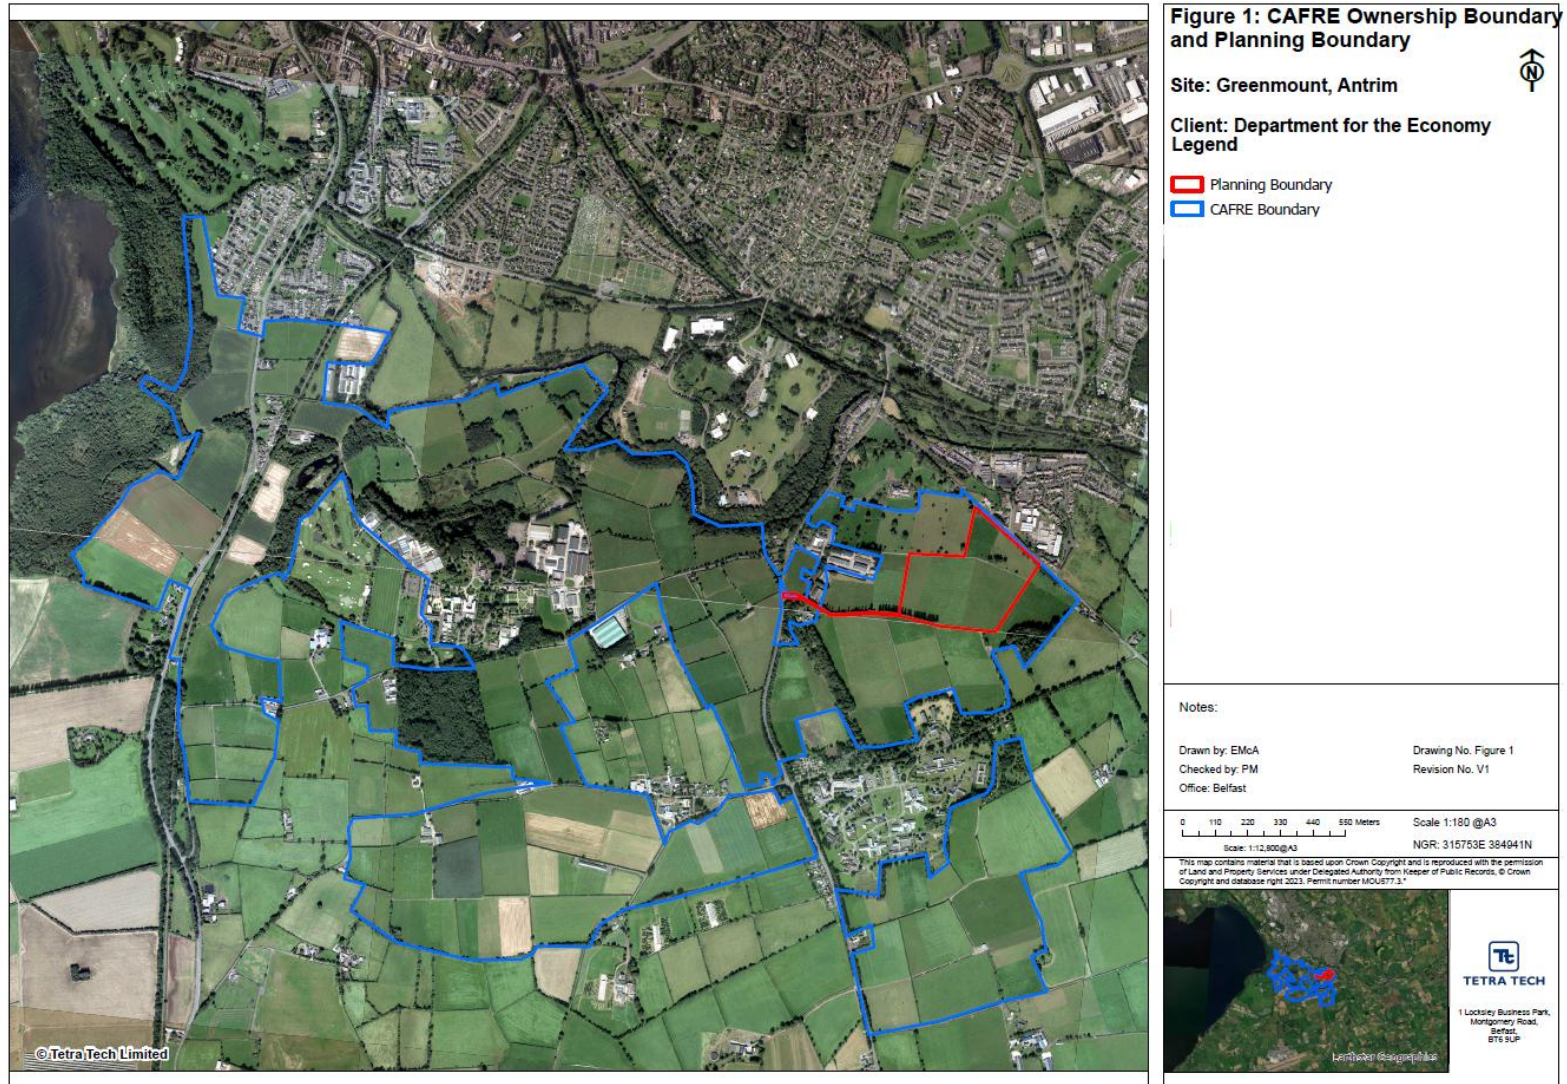 Figure 1: CAFRE Ownership Boundary
and Planning Boundary
N
Site: Greenmount, Antrim
Client: Department for the Economy
Legend
Planning Boundary
CAFRE Boundary
Notes:
Drawn by: EMcA
Drawing No. Figure 1
Checked by: PM
Revision No. V1
Office: Belfast
0 110 220 330 440 550 Meters
Scale 1:180 @A3
Scale: 1:12,800@A3
NGR: 315753E 384941N
This map contains material that is based upon Crown Copyright and is reproduced with the permission
of Land and Property Services under Delegated Authority from Keeper of Public Records, © Crown
Copyright and database right 2023. Permit number MOU577.3."
Tt
TETRA TECH
1 Locksley Business Park,
Montgomery Road,
Belfast,
BT6 9UP
Earthstar Geographics
© Tetra Tech Limited